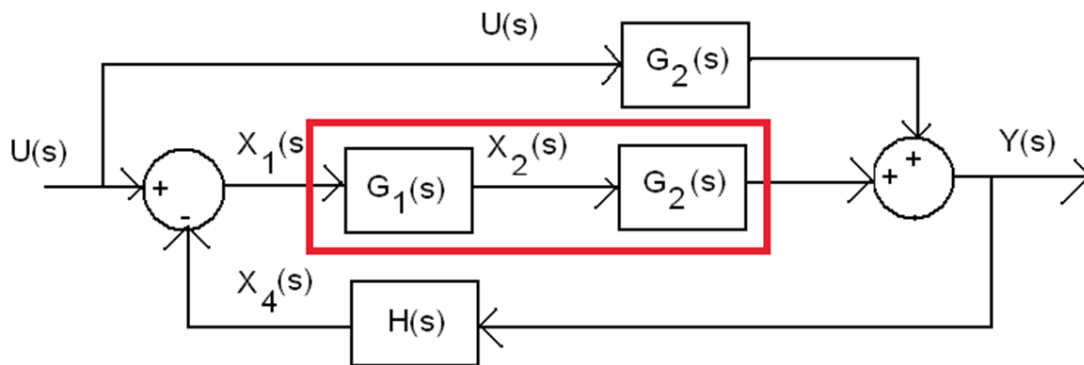 U(s)
G2(s)
U(s)
X1(s
X2(s)
Y(s)
+
+
+
G1(s)
G2(s)
-
X4(s)
H(s)